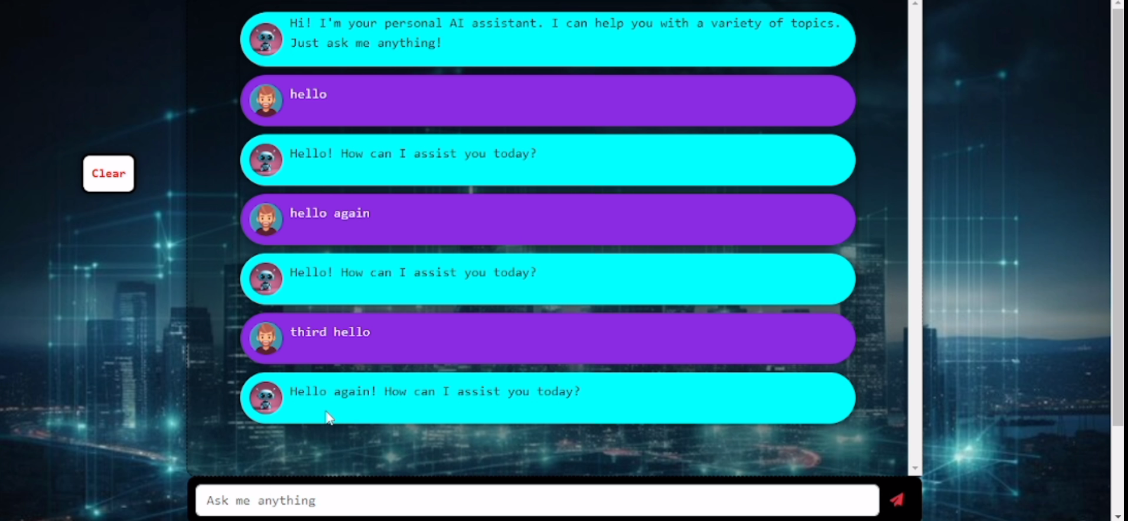 Hi! I'm your personal AI assistant. I can help you with a variety of topics.
Just ask me anything!
hello
Hello! How can I assist you today?
Clear
hello again
Hello! How can I assist you today?
third hello
Hello again! How can I assist you today?
Ask me anything